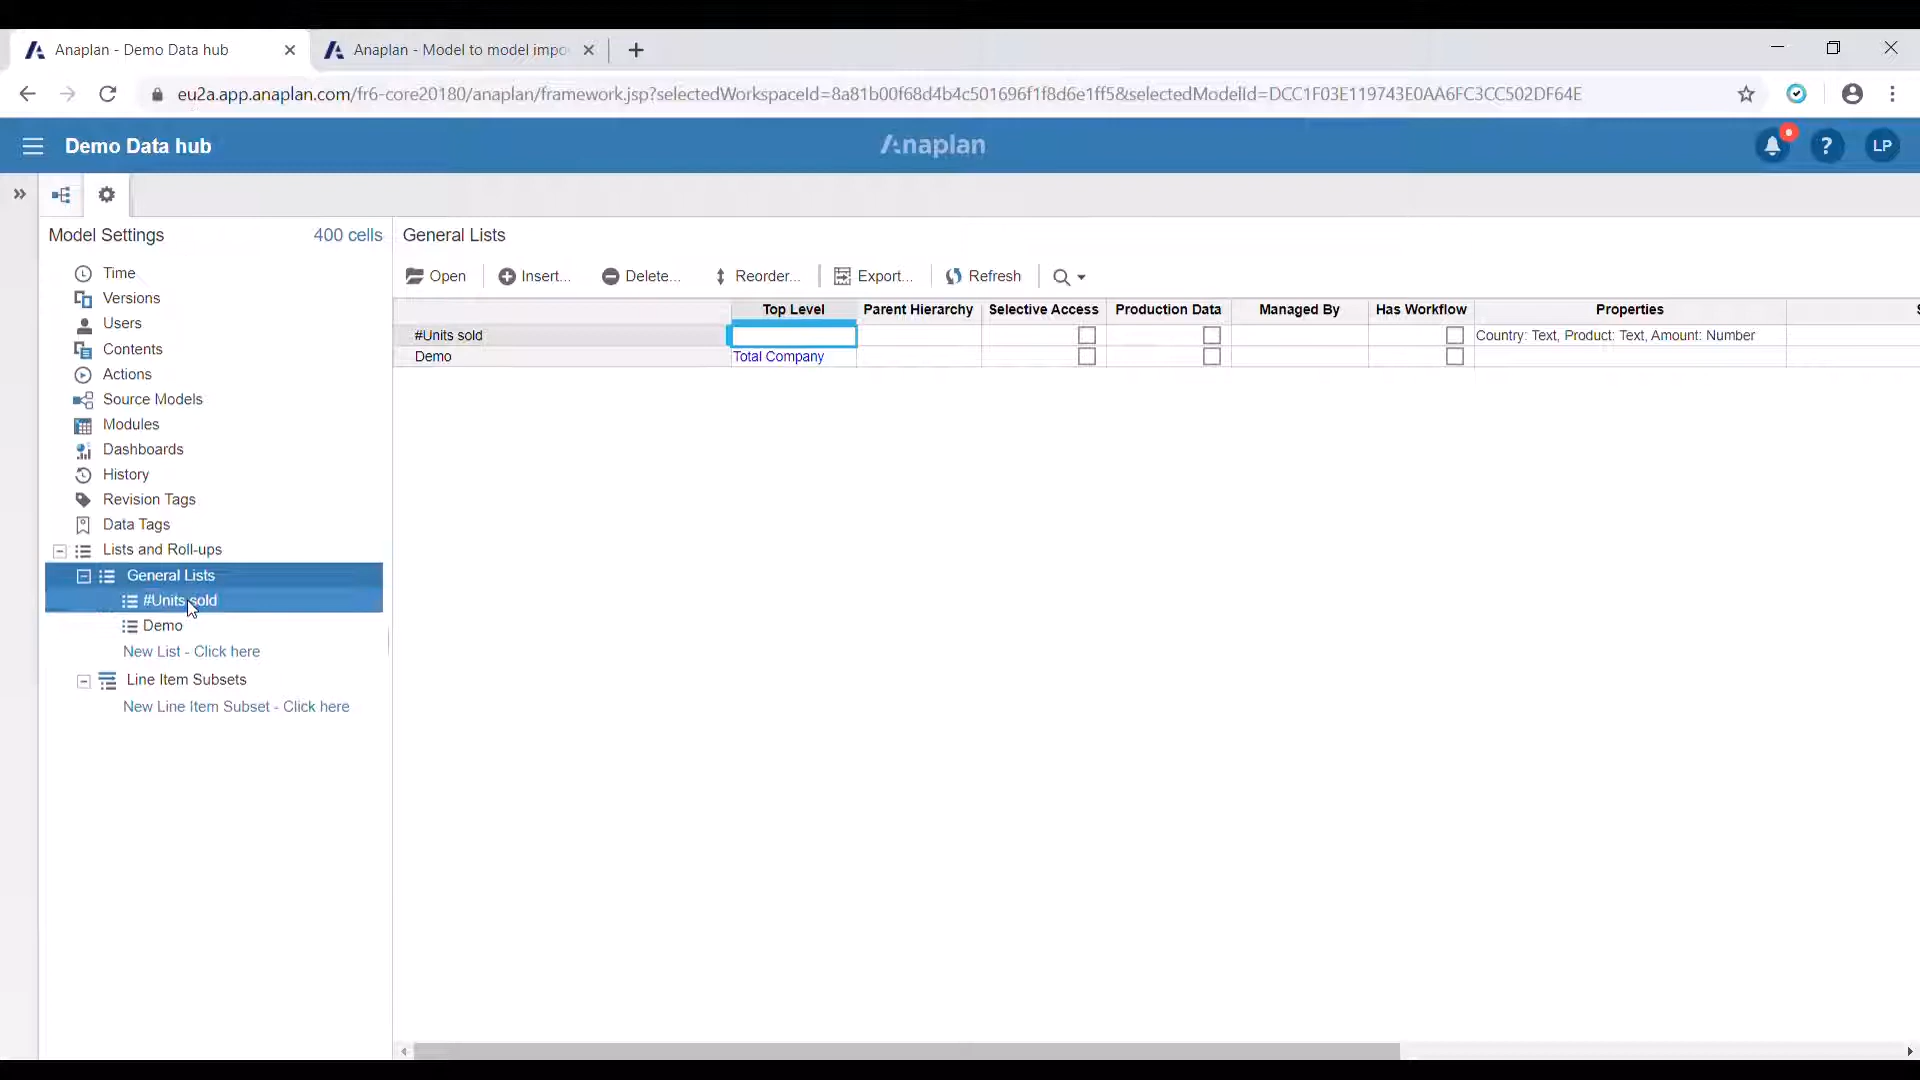 Anaplan - Demo Data hub
Anaplan - Model to model impo
eu2a.app.anaplan.com/fr6-core20180/anaplan/framework.jsp?selectedWorkspaceId=8a81b00f68d4b4c501696f1f8d6e1ff5&selectedModelId=DCC1F03E119743E0AA6FC3CC502DF64E
Demo Data hub
Anaplan
?
LP
Model Settings
400 cells
General Lists
Time
Versions
Users
Contents
Actions
Source Models
Modules
Dashboards
History
Revision Tags
Data Tags
Lists and Roll-ups
General Lists
#Units sold
Demo
New List - Click here
Line Item Subsets
New Line Item Subset - Click here
Open
Insert...
Delete...
Reorder...
Export...
Refresh
Top Level
Parent Hierarchy
Selective Access
Production Data
Managed By
Has Workflow
Properties
#Units sold
Country: Text, Product: Text, Amount: Number
Demo
Total Company